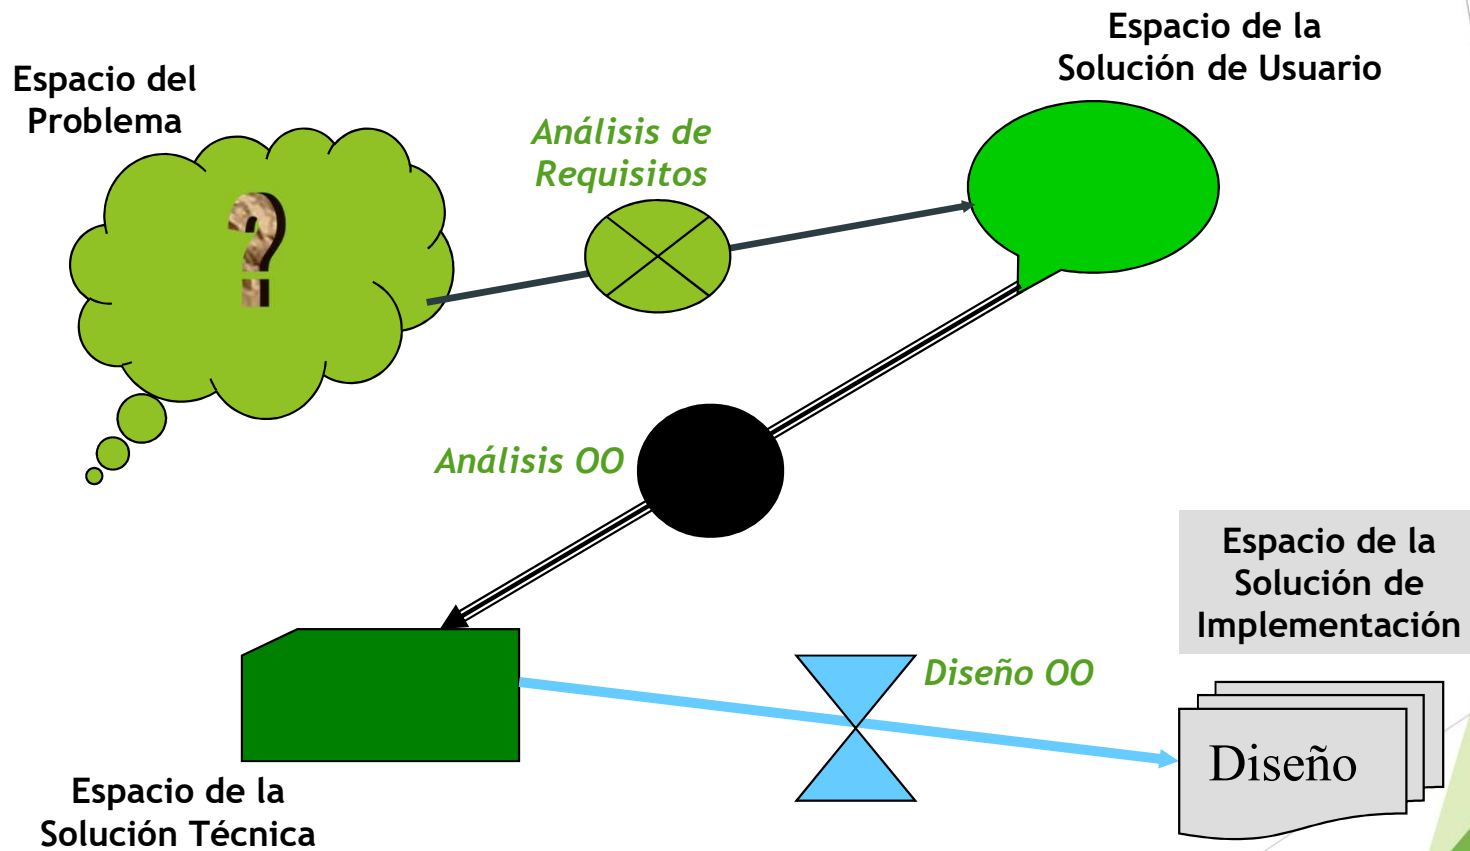 Espacio del
Problema
?
Análisis de
Requisitos
Espacio de la
Solución de Usuario
Análisis OO
Espacio de la
Solución Técnica
Diseño OO
Espacio de la
Solución de
Implementación
Diseño